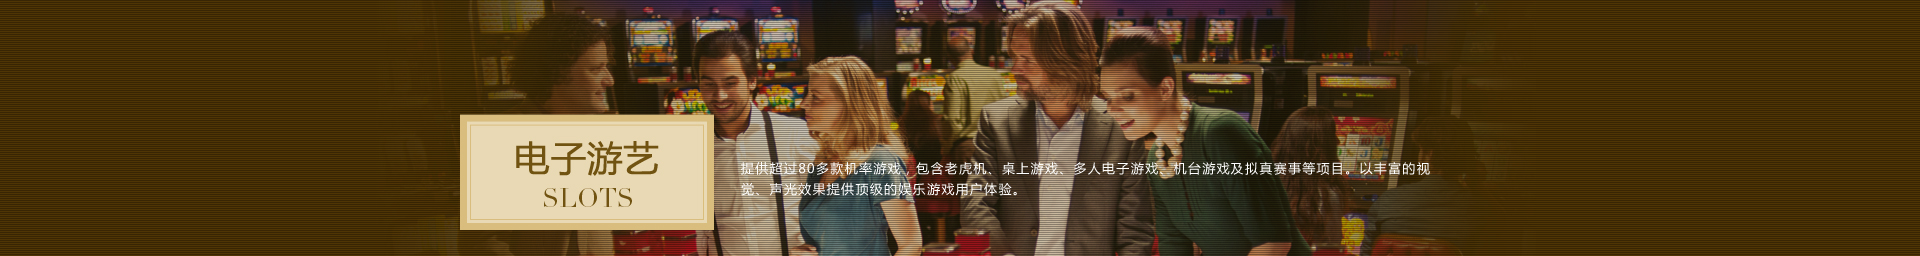 电子游艺
SLOTS
提供超过80多款机率游戏，包含老虎机、桌上游戏、多人电子游戏、机台游戏及拟真赛事等项目。以丰富的视
觉、声光效果提供顶级的娱乐游戏用户体验。